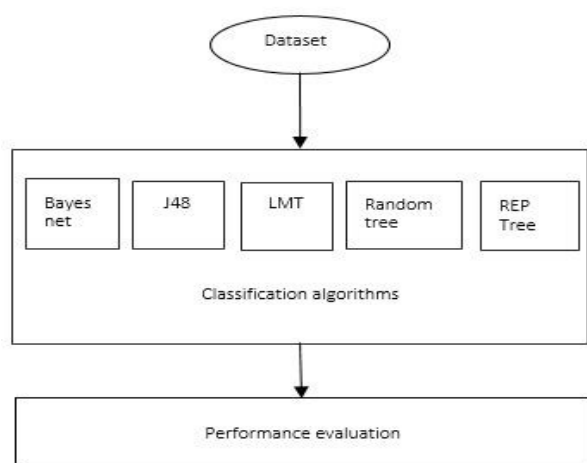 Dataset
Bayes
net
J48
LMT
Random
tree
REP
Tree
Classification algorithms
Performance evaluation